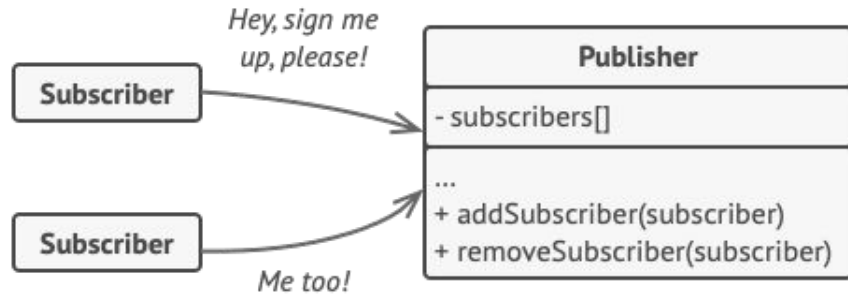 Hey, sign me
up, please!
Subscriber
Publisher
- subscribers[]
...
+ addSubscriber(subscriber)
+ removeSubscriber(subscriber)
Subscriber
Me too!